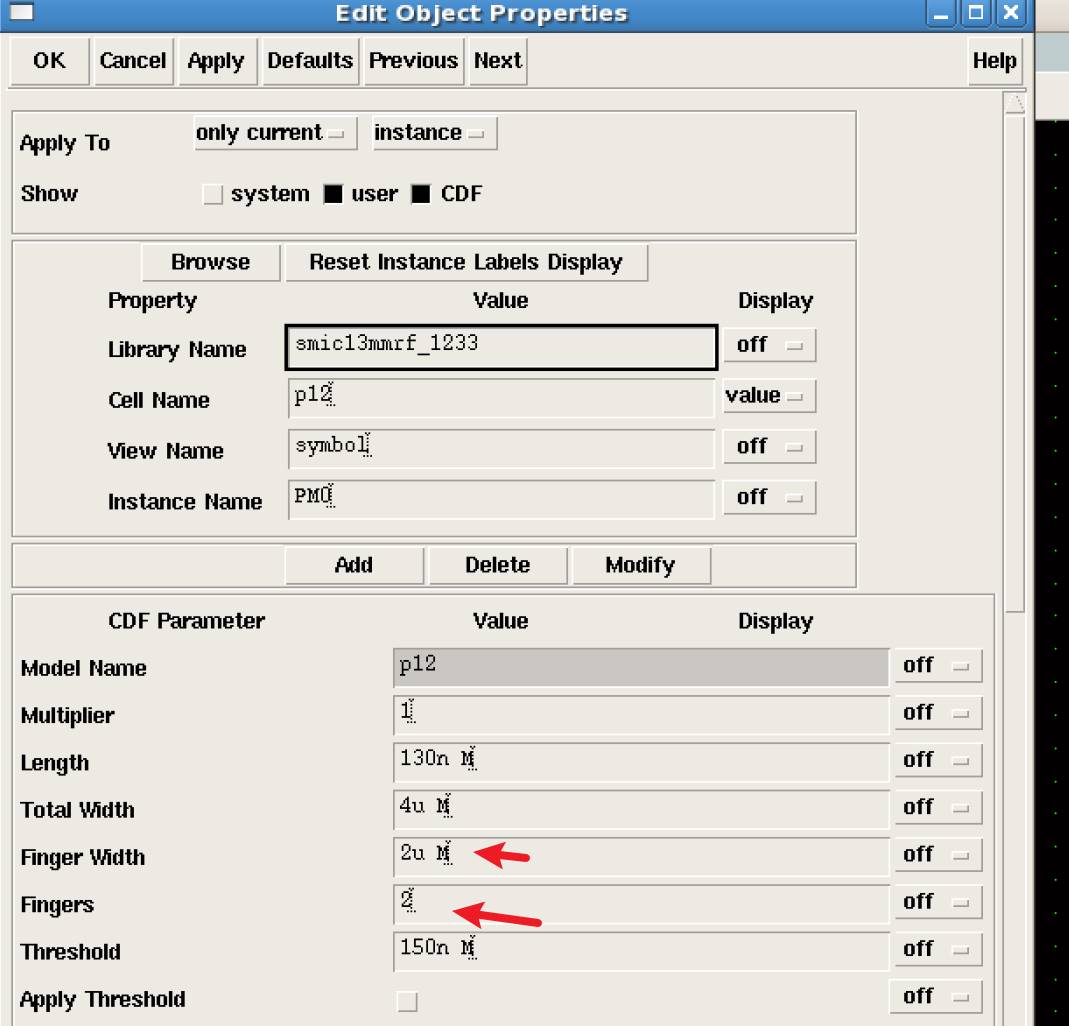 Edit Object Properties
OK Cancel Apply Defaults Previous Next Help
Apply To only current instance
Show system user CDF
Browse Reset Instance Labels Display
Property Value Display
Library Name smic13mmrf_1233 off
Cell Name p12 value
View Name symbol off
Instance Name PM0 off
Add Delete Modify
CDF Parameter Value Display
Model Name p12 off
Multiplier 1 off
Length 130n M off
Total Width 4u M off
Finger Width 2u M off
Fingers 2 off
Threshold 150n M off
Apply Threshold off